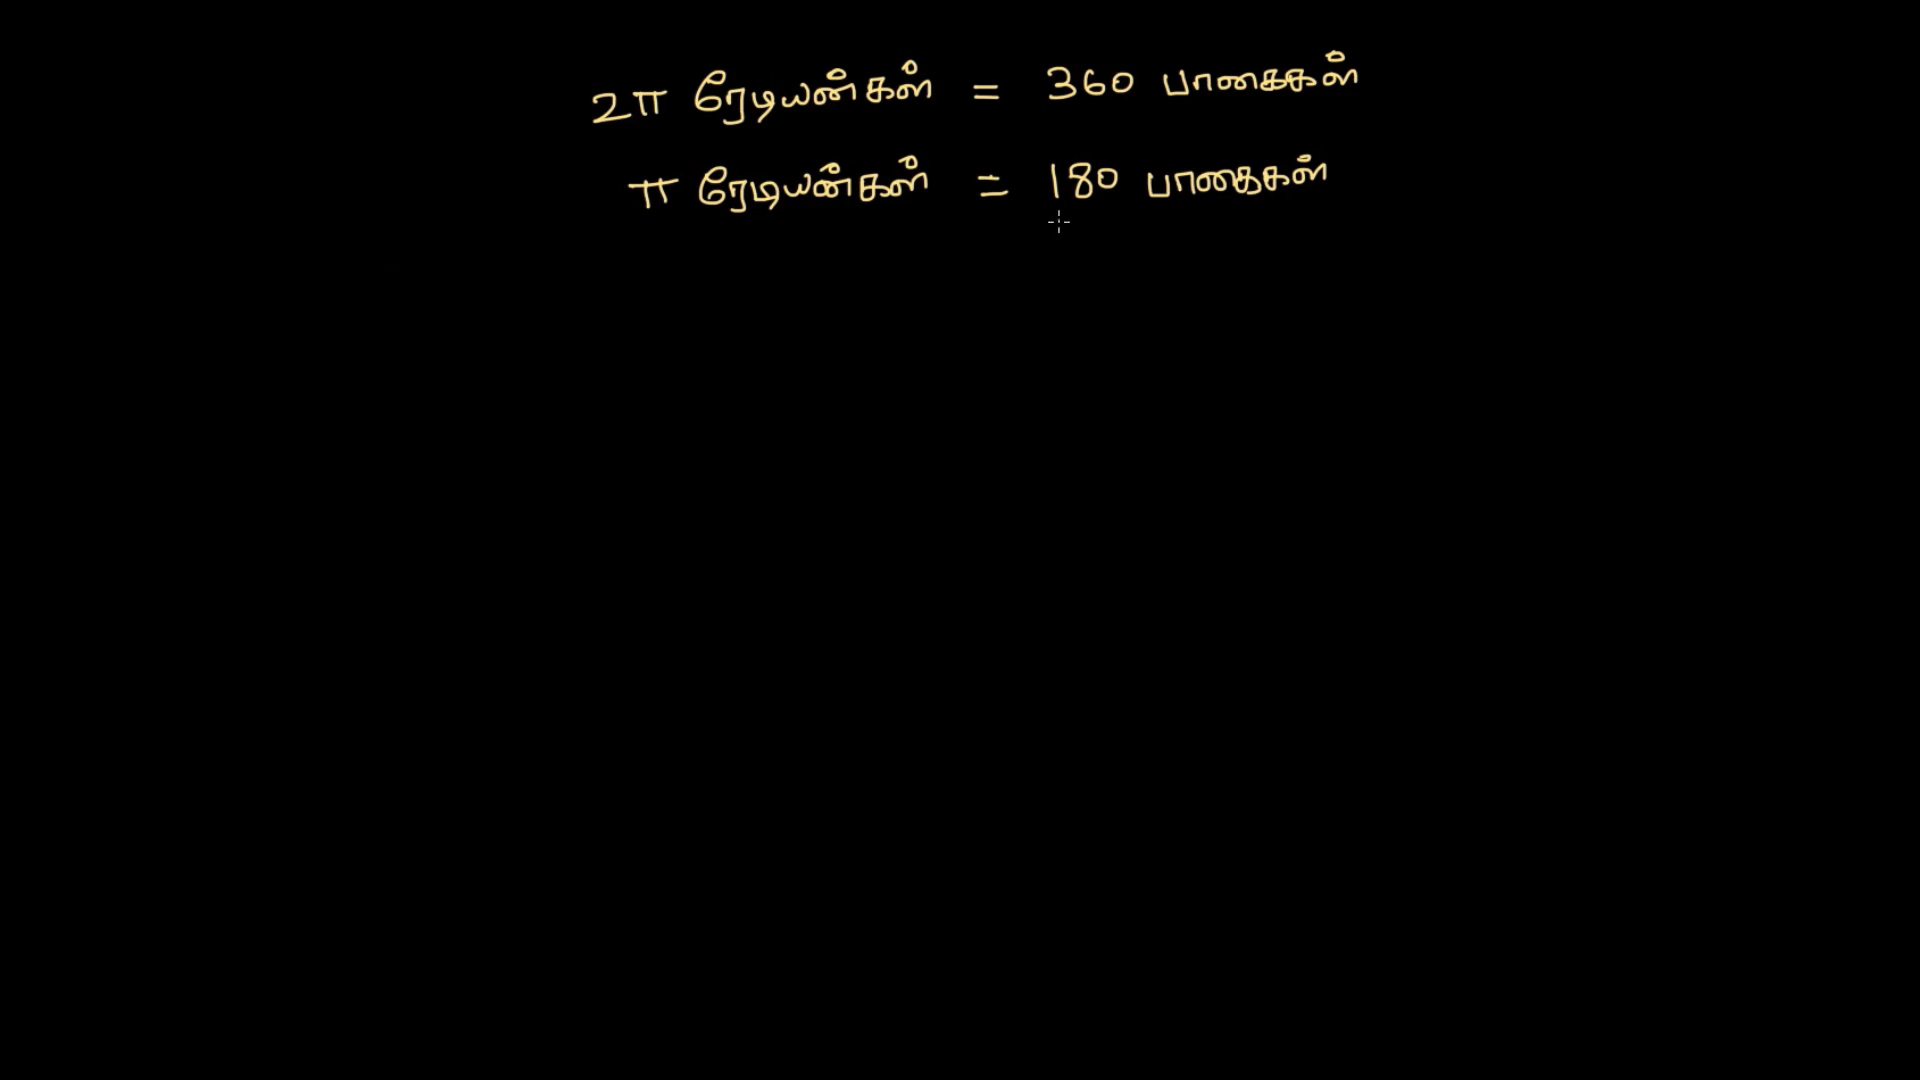 2π ரேடியன்கள் = 360 பாகைகள்
π ரேடியன்கள் = 180 பாகைகள்